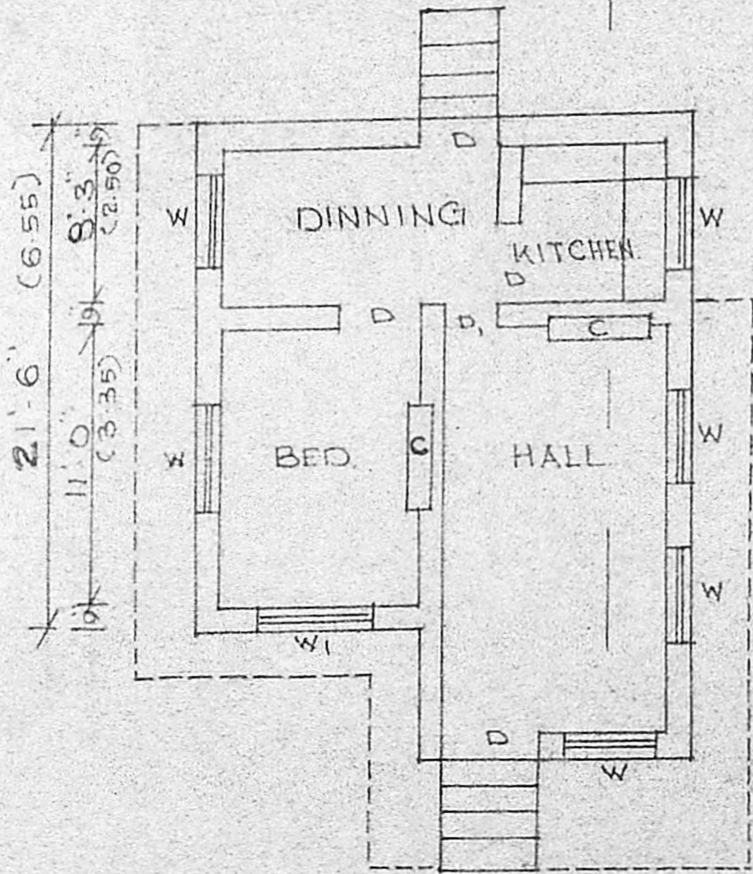 D
W
DINNING
W
KITCHEN.
D
D
D1
C
W
BED.
C
HALL
W
W
W1
D
W
21'-6" (6.55)
9"
8'.3" (2.50)
9"
11'.0" (3.35)
9"